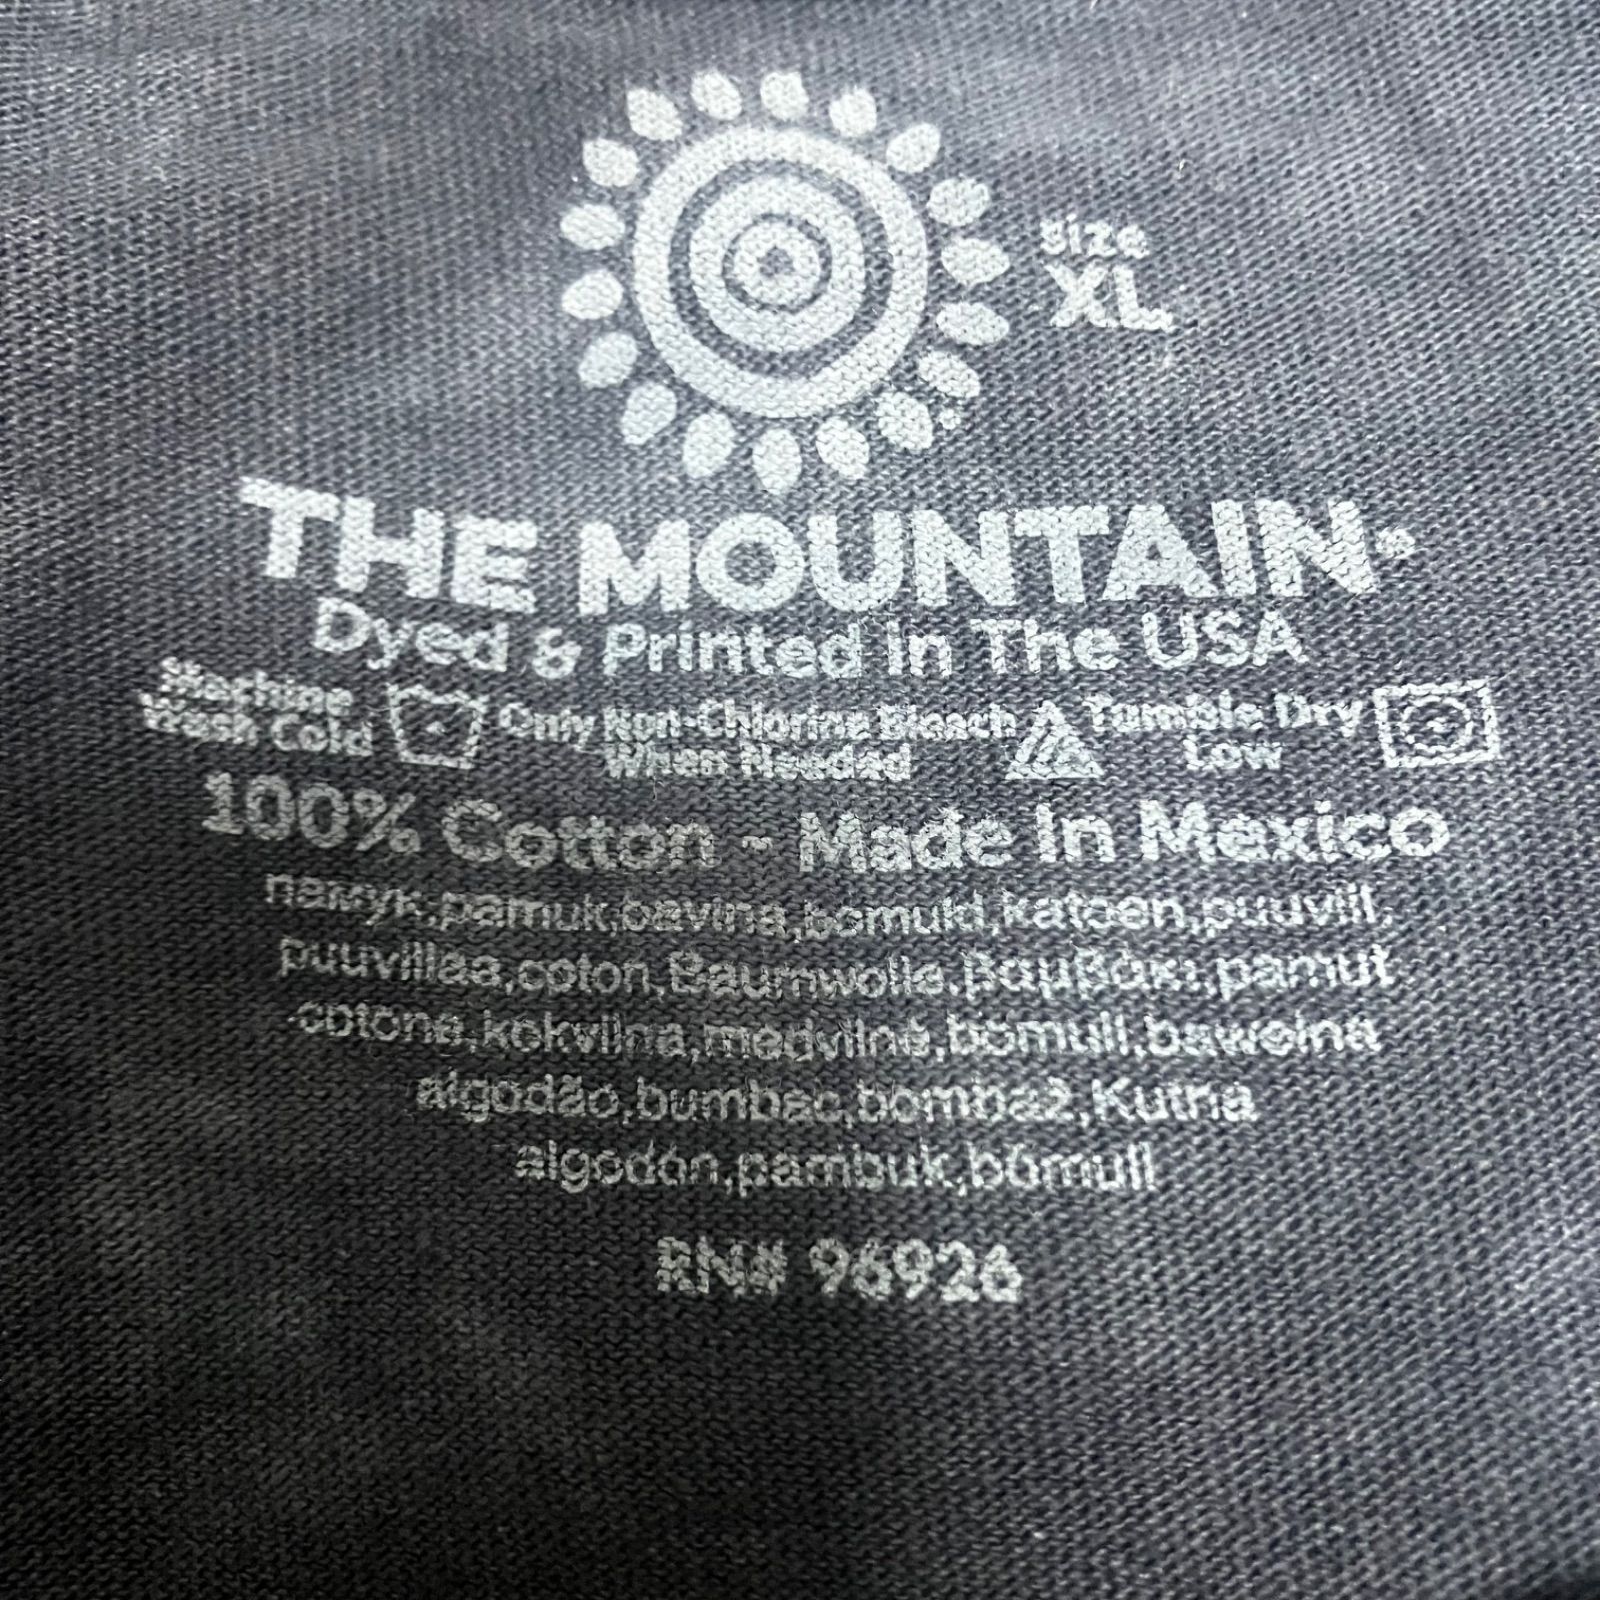 size
XL
THE MOUNTAIN®
Dyed & Printed In The USA
Machine
Wash Cold
Only Non-Chlorine Bleach
When Needed
Tumble Dry
Low
100% Cotton - Made In Mexico
памук,pamuk,bavlna,bomuld,katoen,puuvill,
puuvillaa,coton,Baumwolle,βαμβάκι,pamut
cotone,kokvilna,medvilnė,bomull,bawełna
algodão,bumbac,bombaž,Kutna
algodón,pambuk,bómull
RN# 96926